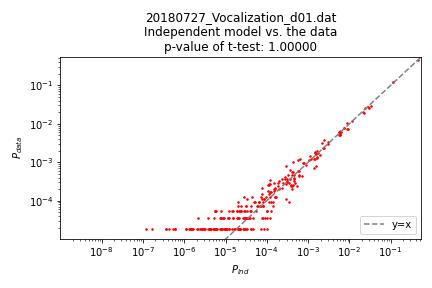 20180727_Vocalization_d01.dat
Independent model vs. the data
p-value of t-test: 1.00000
P_data
10⁻¹
10⁻²
10⁻³
10⁻⁴
y=x
10⁻⁸ 10⁻⁷ 10⁻⁶ 10⁻⁵ 10⁻⁴ 10⁻³ 10⁻² 10⁻¹
P_ind